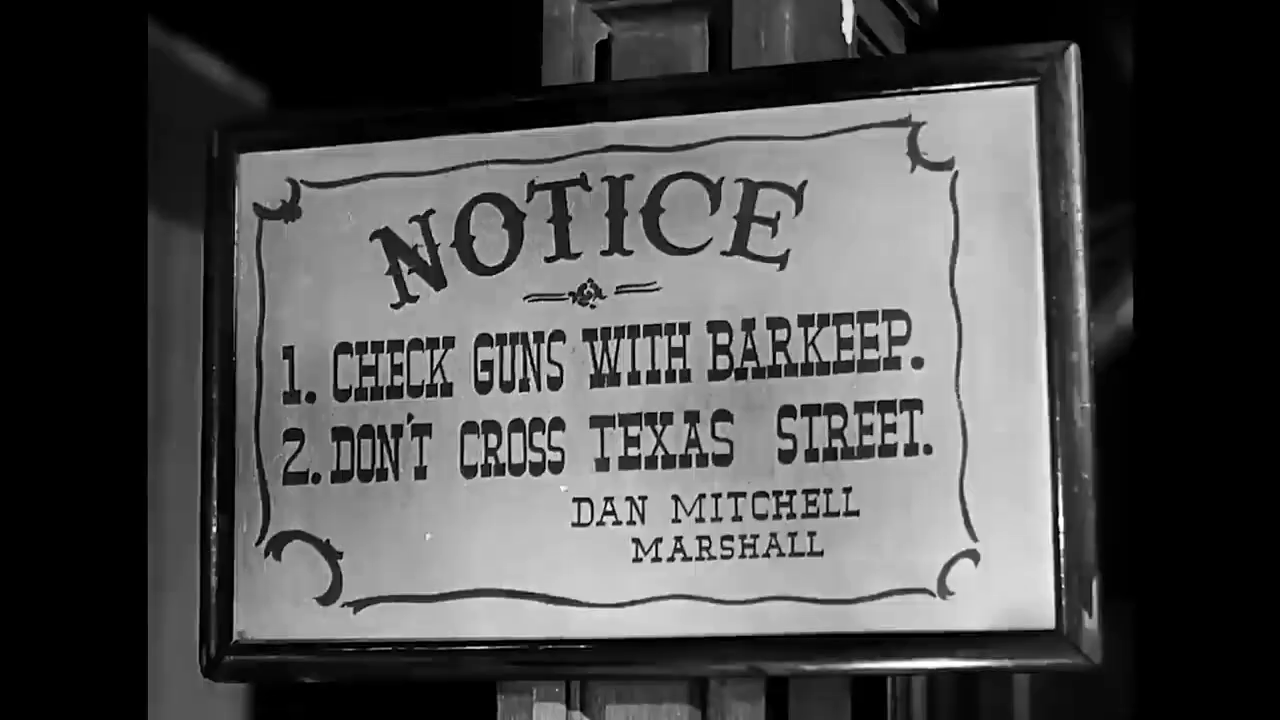 NOTICE
1. CHECK GUNS WITH BARKEEP.
2. DON'T CROSS TEXAS STREET.
DAN MITCHELL
MARSHALL